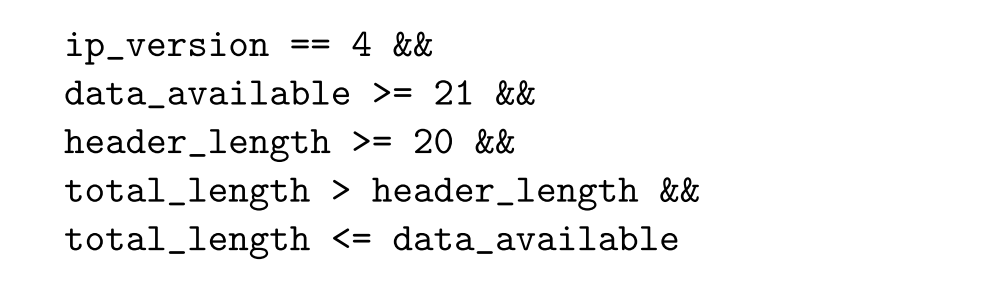 ip_version == 4 &&
data_available >= 21 &&
header_length >= 20 &&
total_length > header_length &&
total_length <= data_available